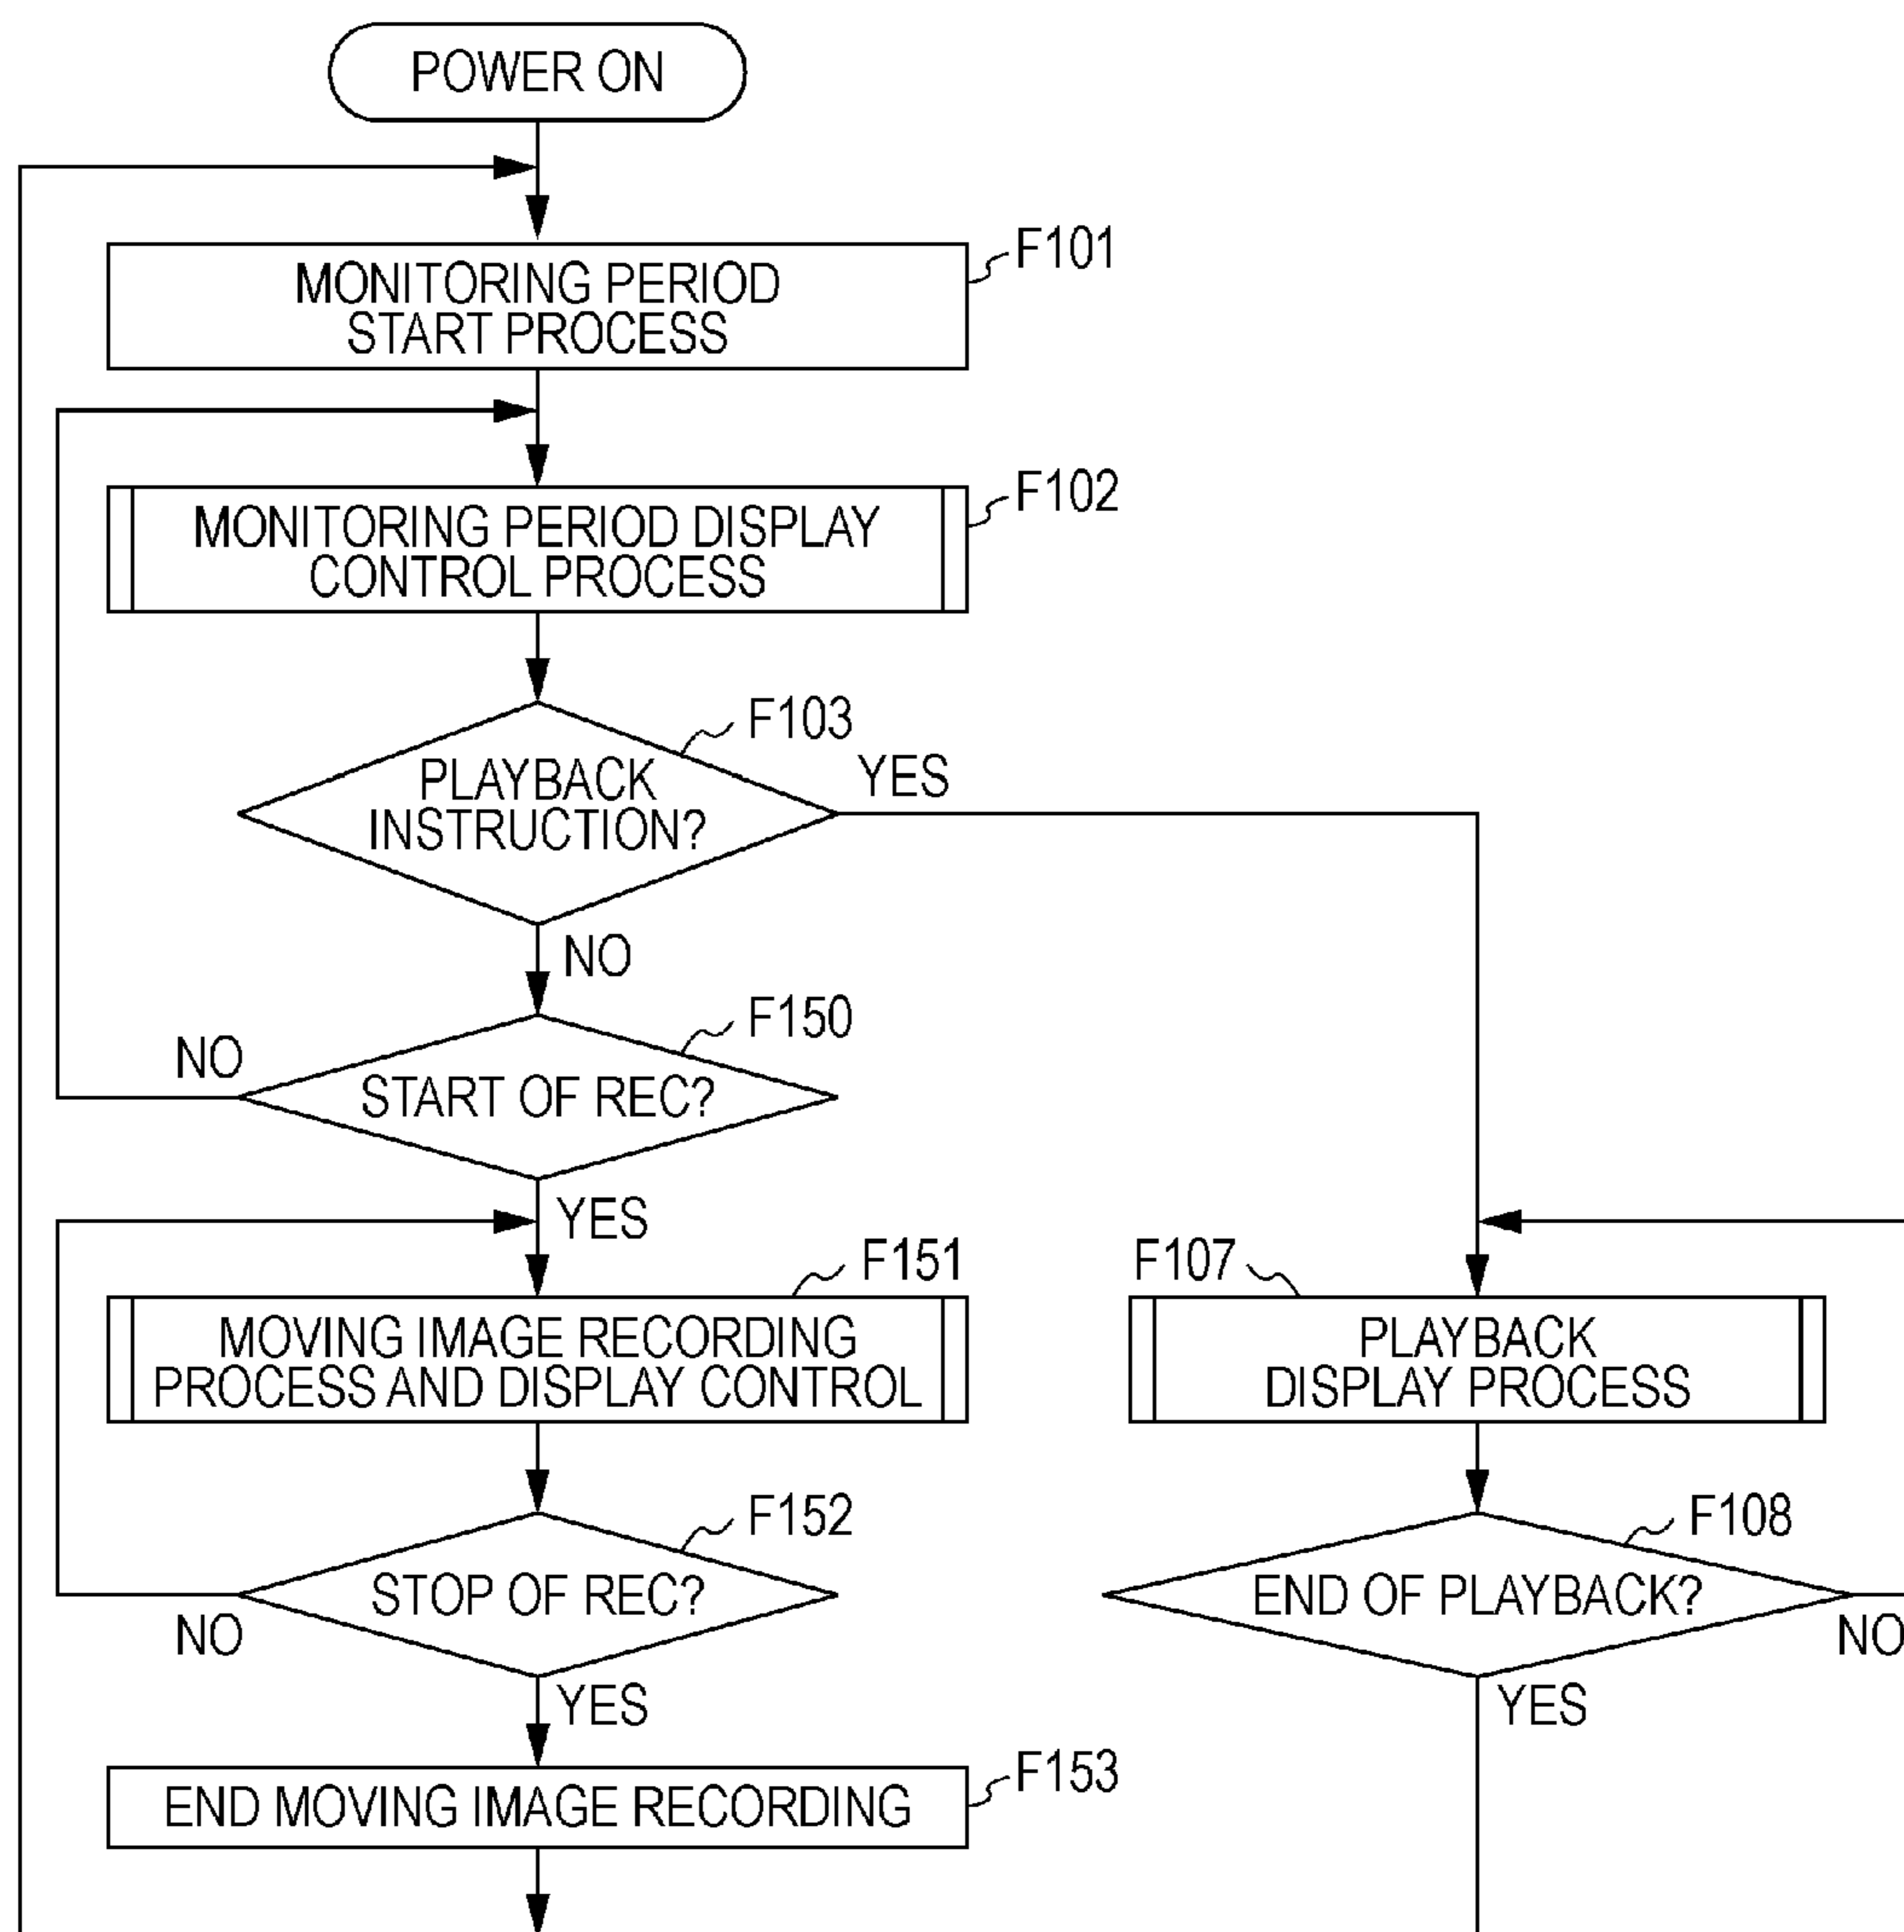 POWER ON
F101
MONITORING PERIOD
START PROCESS
F102
MONITORING PERIOD DISPLAY
CONTROL PROCESS
F103
PLAYBACK
INSTRUCTION?
YES
NO
F150
NO
START OF REC?
YES
F151
MOVING IMAGE RECORDING
PROCESS AND DISPLAY CONTROL
F107
PLAYBACK
DISPLAY PROCESS
F152
STOP OF REC?
NO
YES
F108
END OF PLAYBACK?
NO
YES
F153
END MOVING IMAGE RECORDING